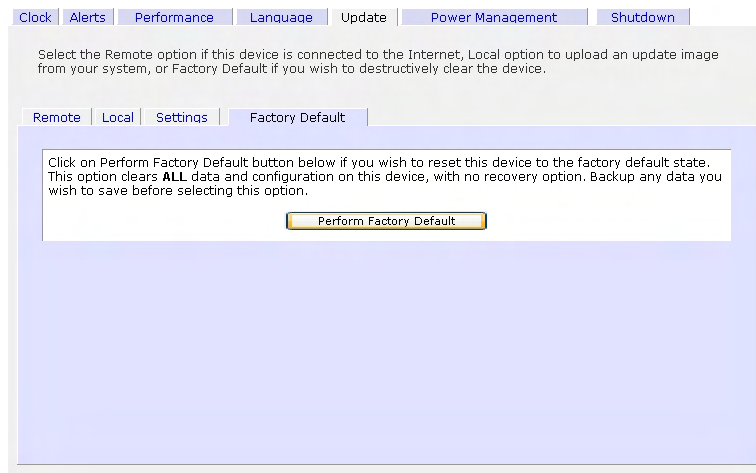 Clock Alerts Performance Language Update Power Management Shutdown
Select the Remote option if this device is connected to the Internet, Local option to upload an update image
from your system, or Factory Default if you wish to destructively clear the device.
Remote Local Settings Factory Default
Click on Perform Factory Default button below if you wish to reset this device to the factory default state.
This option clears ALL data and configuration on this device, with no recovery option. Backup any data you
wish to save before selecting this option.
Perform Factory Default